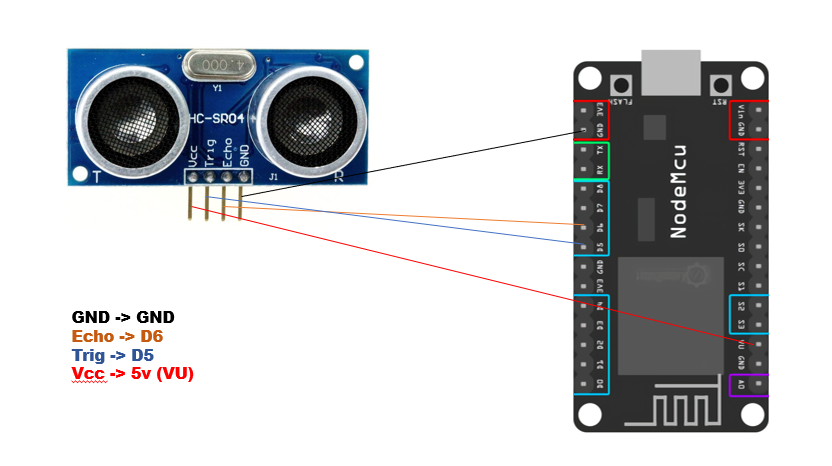 4.000
Y1
HC-SR04
Vcc
Trig
Echo
GND
T
J1
R
GND -> GND
Echo -> D6
Trig -> D5
Vcc -> 5v (VU)
FLASH
RST
3V3
GND
TX
RX
D8
D7
D6
D5
GND
3V3
D4
D3
D2
D1
D0
NodeMcu
Vin
GND
RST
EN
3V3
GND
SK
SO
SC
S1
S2
S3
VU
GND
A0